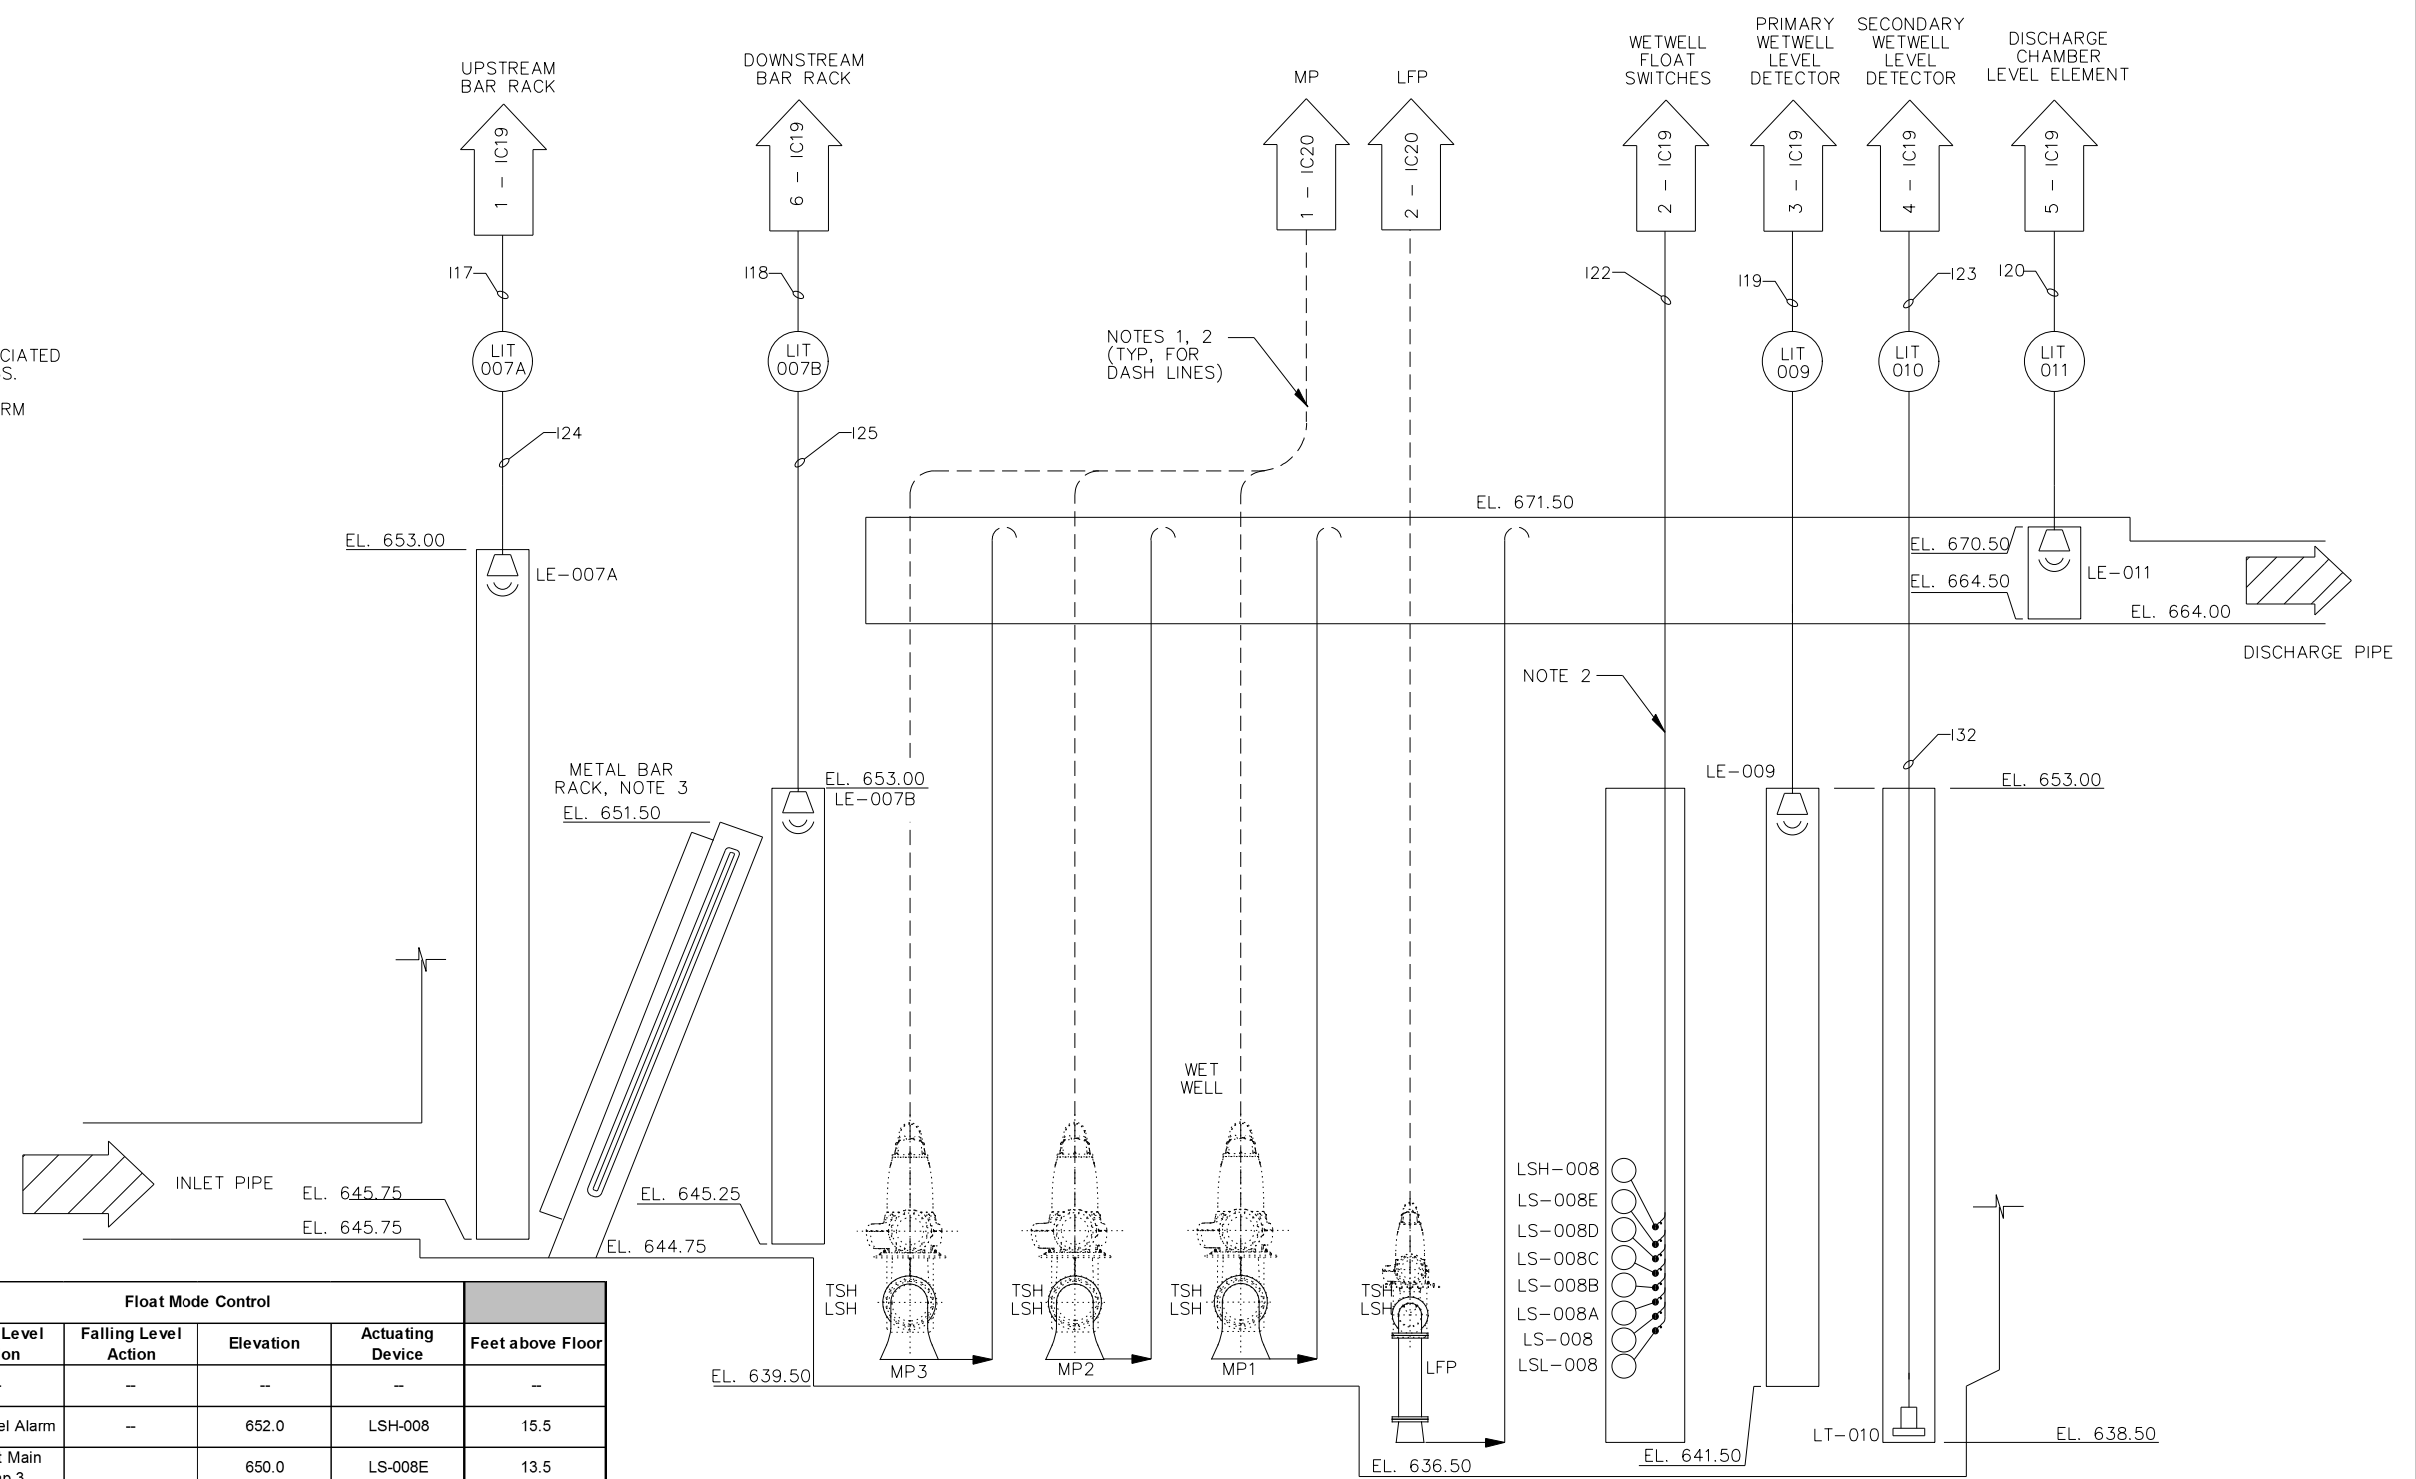 UPSTREAM
BAR RACK
DOWNSTREAM
BAR RACK
MP
LFP
WETWELL
FLOAT
SWITCHES
PRIMARY
WETWELL
LEVEL
DETECTOR
SECONDARY
WETWELL
LEVEL
DETECTOR
DISCHARGE
CHAMBER
LEVEL ELEMENT
1 - IC19
6 - IC19
1 - IC20
2 - IC20
2 - IC19
3 - IC19
4 - IC19
5 - IC19
I17
I18
I22
I19
I23
I20
CIATED
S.
RM
LIT
007A
LIT
007B
NOTES 1, 2
(TYP, FOR
DASH LINES)
LIT
009
LIT
010
LIT
011
I24
I25
EL. 671.50
EL. 653.00
LE-007A
EL. 670.50
EL. 664.50
LE-011
EL. 664.00
DISCHARGE PIPE
NOTE 2
I32
METAL BAR
RACK, NOTE 3
EL. 651.50
EL. 653.00
LE-007B
LE-009
EL. 653.00
WET
WELL
INLET PIPE
EL. 645.75
EL. 645.75
EL. 645.25
EL. 644.75
LSH-008
LS-008E
LS-008D
LS-008C
LS-008B
LS-008A
LS-008
LSL-008
TSH
LSH
TSH
LSH
TSH
LSH
TSH
LSH
MP3
MP2
MP1
LFP
EL. 639.50
LT-010
EL. 638.50
EL. 641.50
EL. 636.50
Float Mode Control
Level
on
Falling Level
Action
Elevation
Actuating
Device
Feet above Floor
-- -- -- -- --
el Alarm -- 652.0 LSH-008 15.5
t Main
p 3
650.0 LS-008E 13.5